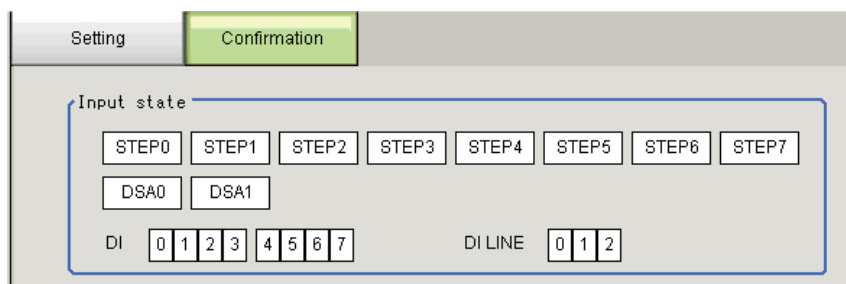 Setting Confirmation
Input state
STEP0 STEP1 STEP2 STEP3 STEP4 STEP5 STEP6 STEP7
DSA0 DSA1
DI 0 1 2 3 4 5 6 7 DI LINE 0 1 2